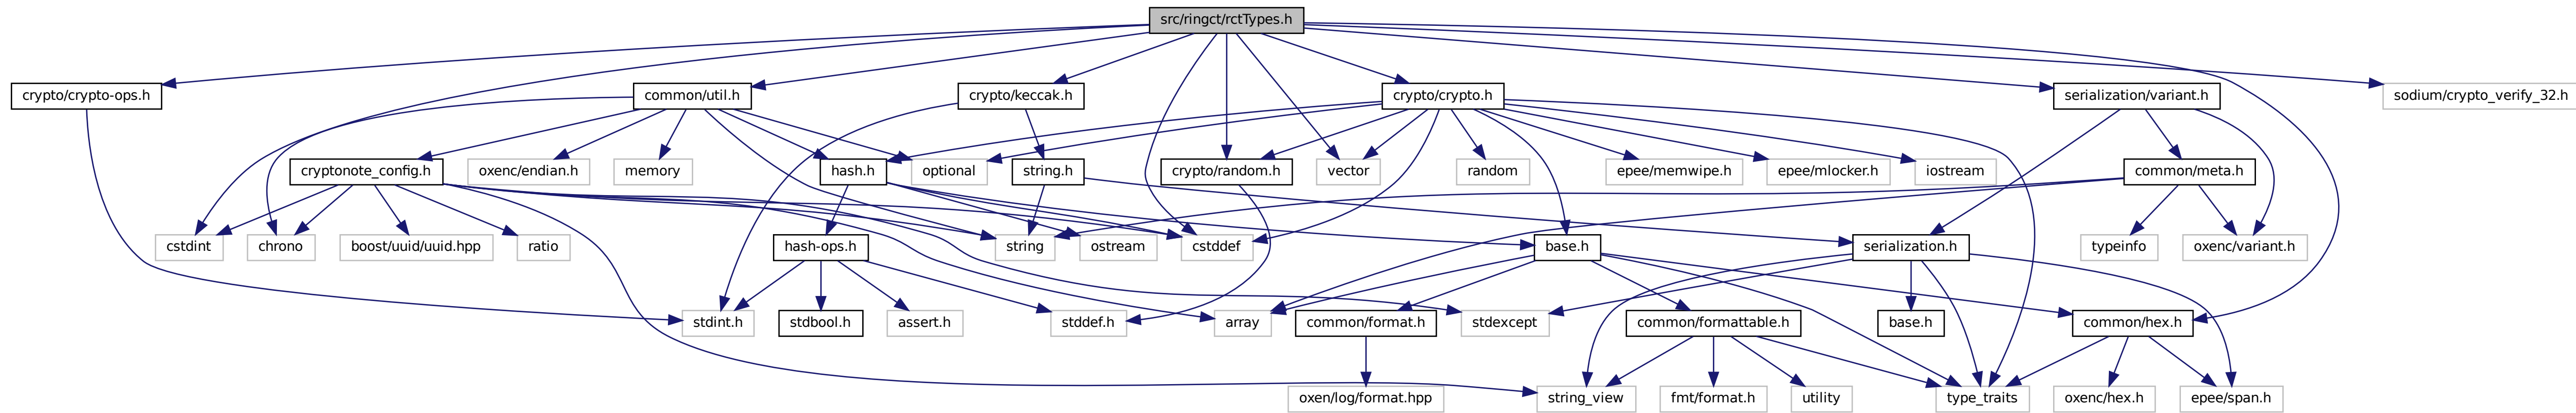 src/ringct/rctTypes.h
crypto/crypto-ops.h
common/util.h
crypto/keccak.h
crypto/crypto.h
serialization/variant.h
sodium/crypto_verify_32.h
cryptonote_config.h
oxenc/endian.h
memory
hash.h
optional
string.h
crypto/random.h
vector
random
epee/memwipe.h
epee/mlocker.h
iostream
common/meta.h
cstdint
chrono
boost/uuid/uuid.hpp
ratio
hash-ops.h
string
ostream
cstddef
base.h
serialization.h
typeinfo
oxenc/variant.h
stdint.h
stdbool.h
assert.h
stddef.h
array
common/format.h
stdexcept
common/formattable.h
base.h
common/hex.h
oxen/log/format.hpp
string_view
fmt/format.h
utility
type_traits
oxenc/hex.h
epee/span.h